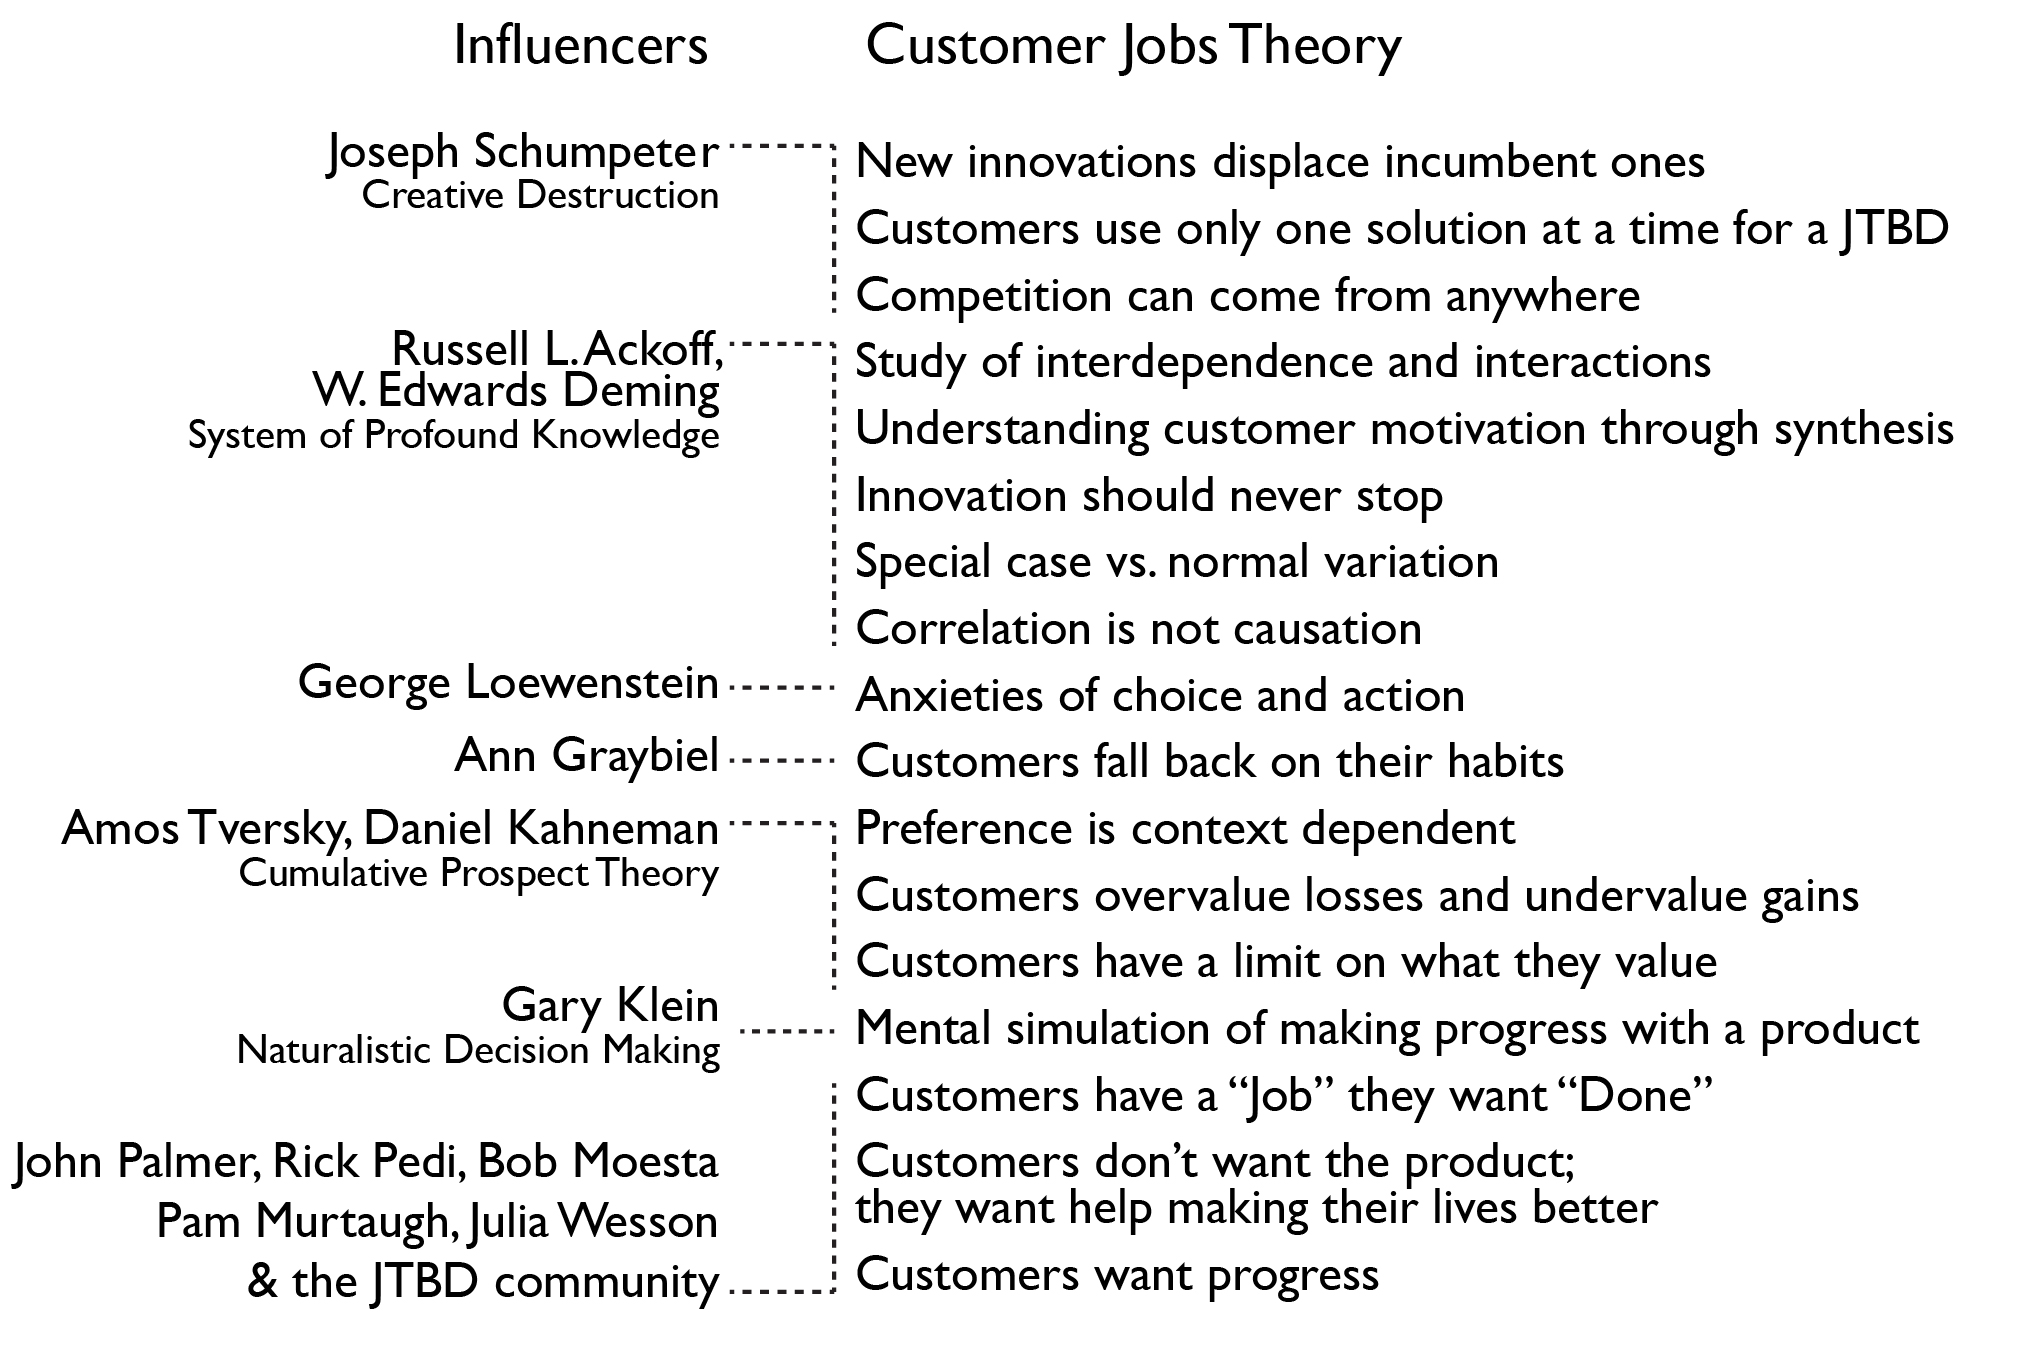 Influencers
Customer Jobs Theory
Joseph Schumpeter
Creative Destruction
New innovations displace incumbent ones
Customers use only one solution at a time for a JTBD
Competition can come from anywhere
Russell L. Ackoff,
W. Edwards Deming
System of Profound Knowledge
Study of interdependence and interactions
Understanding customer motivation through synthesis
Innovation should never stop
Special case vs. normal variation
Correlation is not causation
George Loewenstein
Anxieties of choice and action
Ann Graybiel
Customers fall back on their habits
Amos Tversky, Daniel Kahneman
Cumulative Prospect Theory
Preference is context dependent
Customers overvalue losses and undervalue gains
Customers have a limit on what they value
Gary Klein
Naturalistic Decision Making
Mental simulation of making progress with a product
John Palmer, Rick Pedi, Bob Moesta
Pam Murtaugh, Julia Wesson
& the JTBD community
Customers have a “Job” they want “Done”
Customers don’t want the product;
they want help making their lives better
Customers want progress